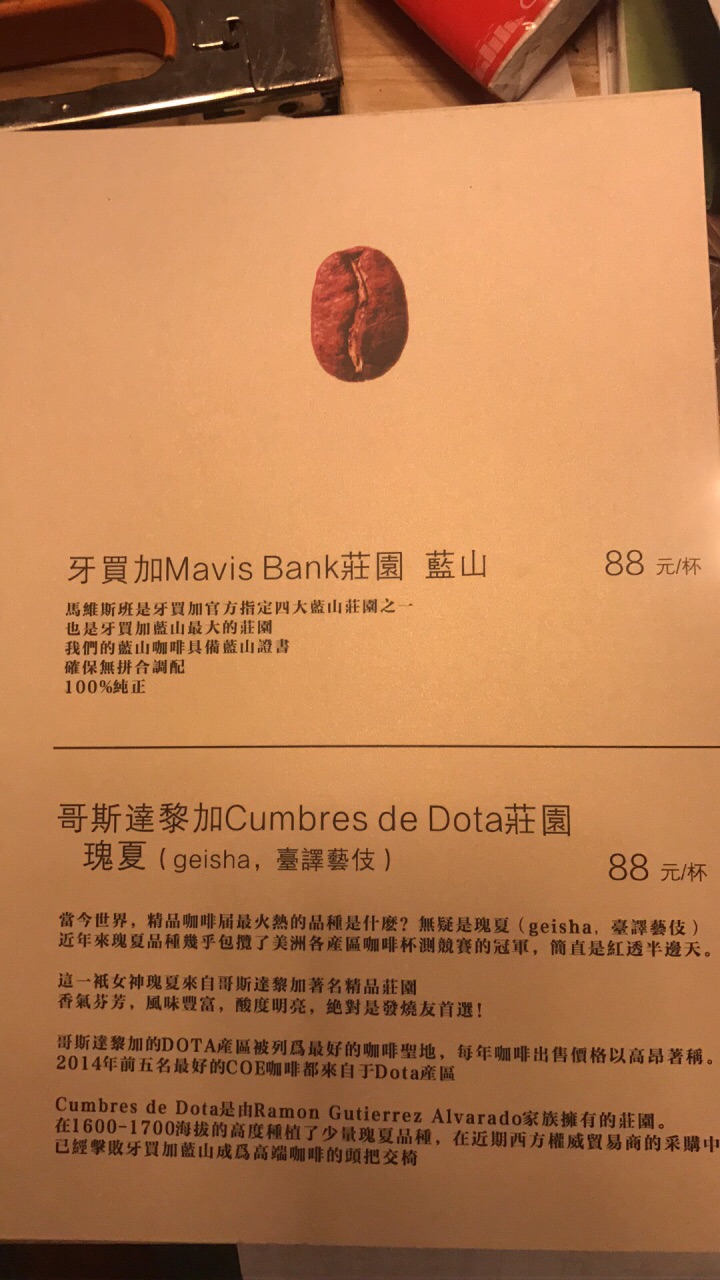 牙買加Mavis Bank莊園 藍山 88 元/杯
馬維斯班是牙買加官方指定四大藍山莊園之一
也是牙買加藍山最大的莊園
我們的藍山咖啡具備藍山證書
確保無拼合調配
100%純正
哥斯達黎加Cumbres de Dota莊園
瑰夏(geisha, 臺譯藝伎) 88 元/杯
當今世界, 精品咖啡届最火熱的品種是什麽? 無疑是瑰夏(geisha, 臺譯藝伎)
近年來瑰夏品種幾乎包攬了美洲各産區咖啡杯測競賽的冠軍, 簡直是紅透半邊天。
這一衹女神瑰夏來自哥斯達黎加著名精品莊園
香氣芬芳, 風味豐富, 酸度明亮, 絶對是發燒友首選!
哥斯達黎加的DOTA産區被列爲最好的咖啡聖地, 每年咖啡出售價格以高昂著稱。
2014年前五名最好的COE咖啡都來自于Dota産區
Cumbres de Dota是由Ramon Gutierrez Alvarado家族擁有的莊園。
在1600-1700海拔的高度種植了少量瑰夏品種, 在近期西方權威貿易商的采購中
已經擊敗牙買加藍山成爲高端咖啡的頭把交椅